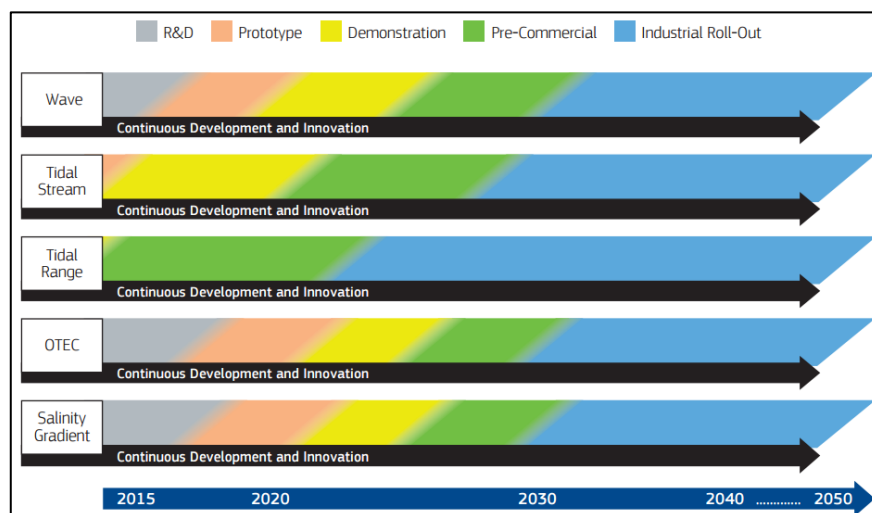 R&D Prototype Demonstration Pre-Commercial Industrial Roll-Out
Wave
Continuous Development and Innovation
Tidal
Stream
Continuous Development and Innovation
Tidal
Range
Continuous Development and Innovation
OTEC
Continuous Development and Innovation
Salinity
Gradient
Continuous Development and Innovation
2015 2020 2030 2040 ............. 2050